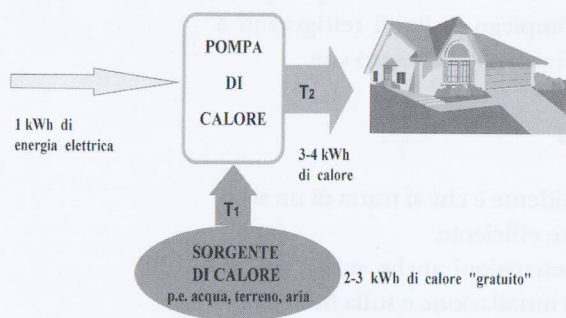 POMPA
DI
CALORE
T2
1 kWh di
energia elettrica
3-4 kWh
di calore
T1
SORGENTE
DI CALORE
p.e. acqua, terreno, aria
2-3 kWh di calore "gratuito"